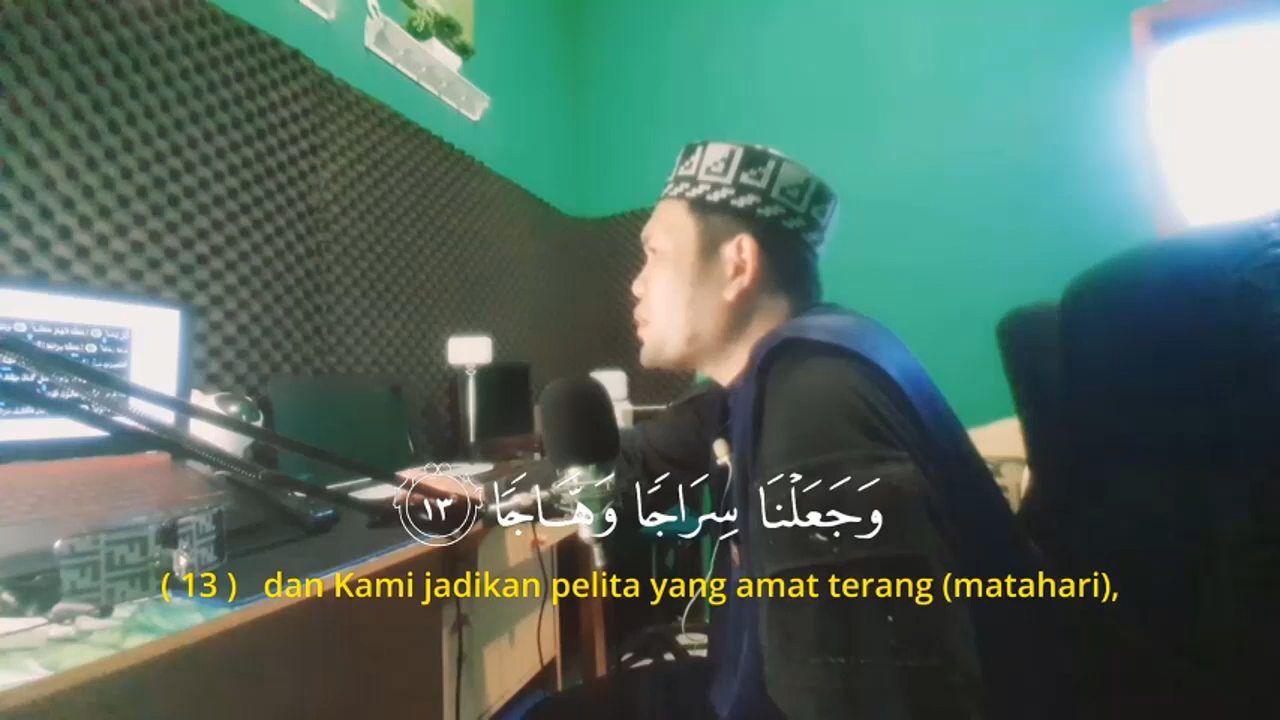 وَجَعَلْنَا سِرَاجًا وَهَّاجًا ١٣
( 13 ) dan Kami jadikan pelita yang amat terang (matahari),